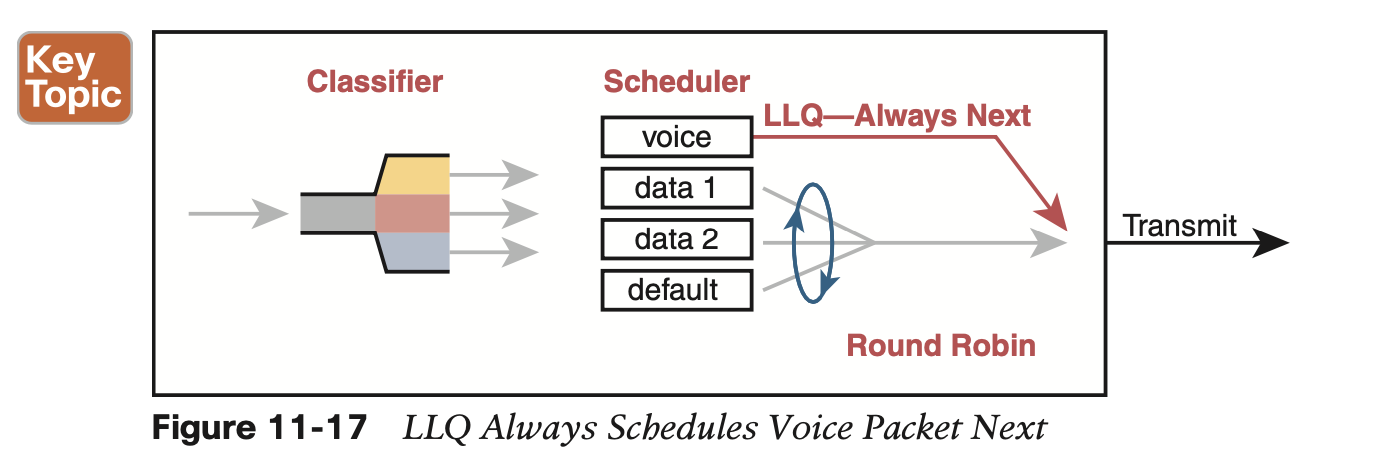 Key
Topic
Classifier
Scheduler
LLQ—Always Next
voice
data 1
data 2
default
Transmit
Round Robin
Figure 11-17 LLQ Always Schedules Voice Packet Next